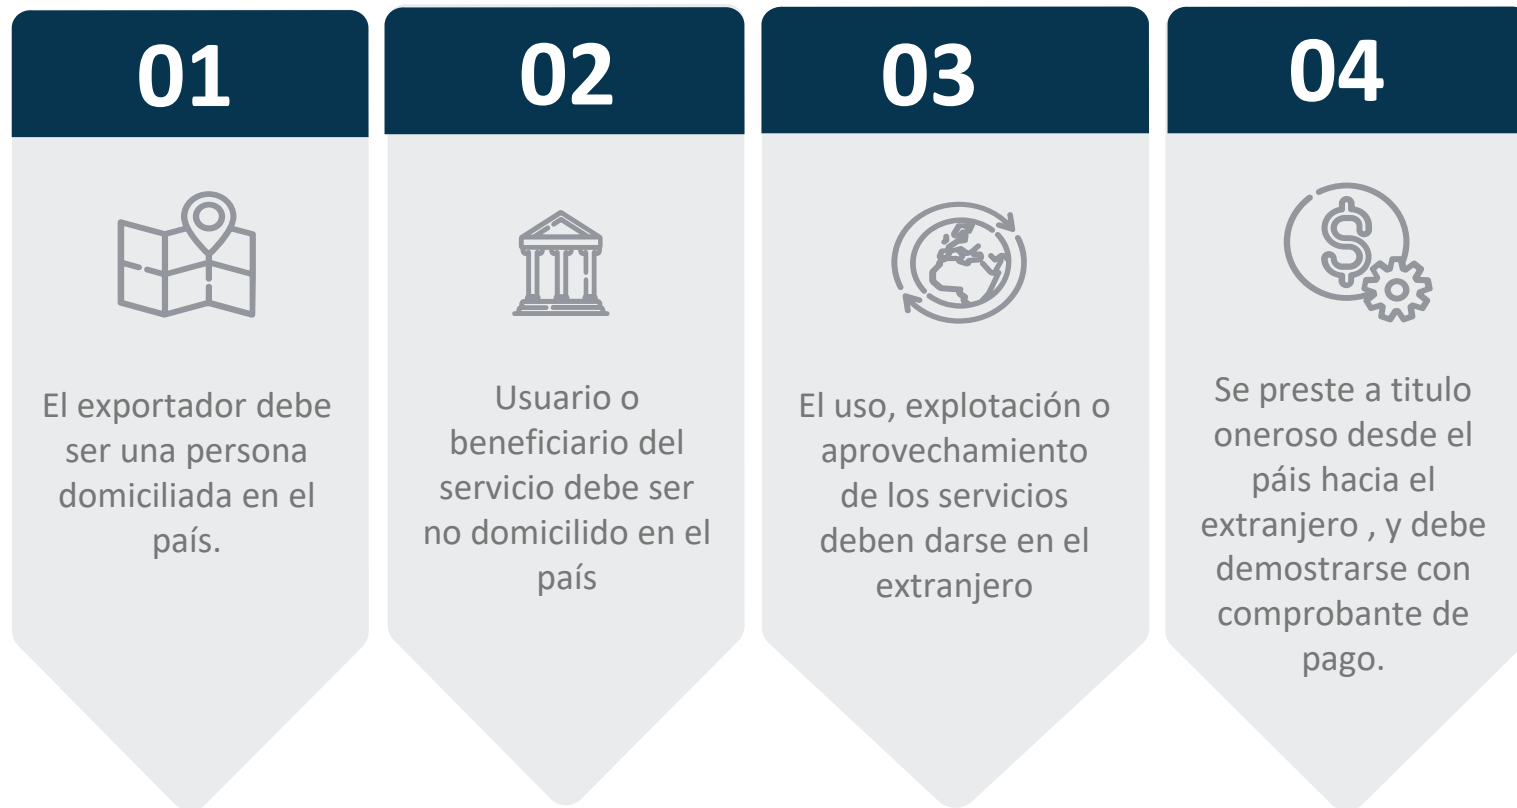 01
El exportador debe
ser una persona
domiciliada en el
país.
02
Usuario o
beneficiario del
servicio debe ser
no domicilido en el
país
03
El uso, explotación o
aprovechamiento
de los servicios
deben darse en el
extranjero
04
Se preste a titulo
oneroso desde el
páis hacia el
extranjero , y debe
demostrarse con
comprobante de
pago.